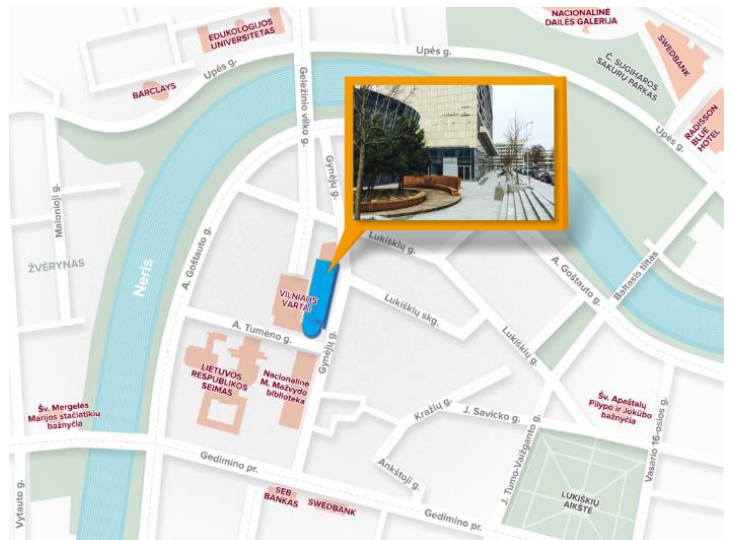 EDUKOLOGIJOS
UNIVERSITETAS
NACIONALINĖ
DAILĖS GALERIJA
SWEDBANK
Č. SUGIHAROS
SAKURŲ PARKAS
Upės g.
Upės g.
BARCLAYS
Geležinio vilko g.
Upės g.
RADISSON
BLUE
HOTEL
Gynėjų g.
Malonioji g.
Lukiškių g.
ŽVĖRYNAS
Neris
A. Goštauto g.
A. Goštauto g.
Baltasis tiltas
VILNIAUS
VARTAI
Lukiškių skg.
A. Tumėno g.
Gynėjų g.
Lukiškių g.
LIETUVOS
RESPUBLIKOS
SEIMAS
Nacionalinė
M. Mažvydo
biblioteka
Šv. Mergelės
Marijos stačiatikių
bažnyčia
Kražių g.
J. Savicko g.
Šv. Apaštalų
Pilypo ir Jokūbo
bažnyčia
Vasario 16-osios g.
J. Tumo-Vaižganto g.
Gedimino pr.
Ankštoji g.
Vytauto g.
SEB
BANKAS
SWEDBANK
LUKIŠKIŲ
AIKŠTĖ
Gedimino pr.